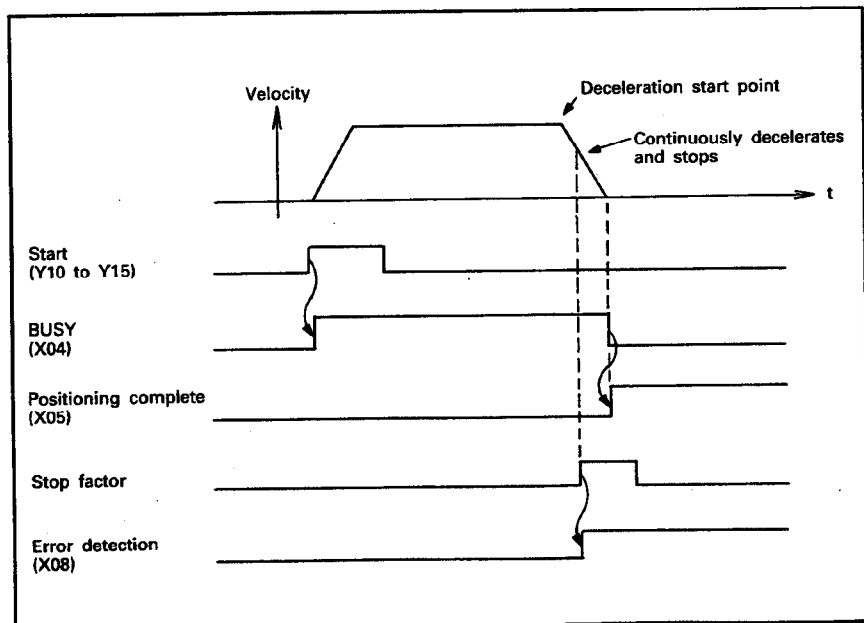 Velocity
Deceleration start point
Continuously decelerates
and stops
t
Start
(Y10 to Y15)
BUSY
(X04)
Positioning complete
(X05)
Stop factor
Error detection
(X08)